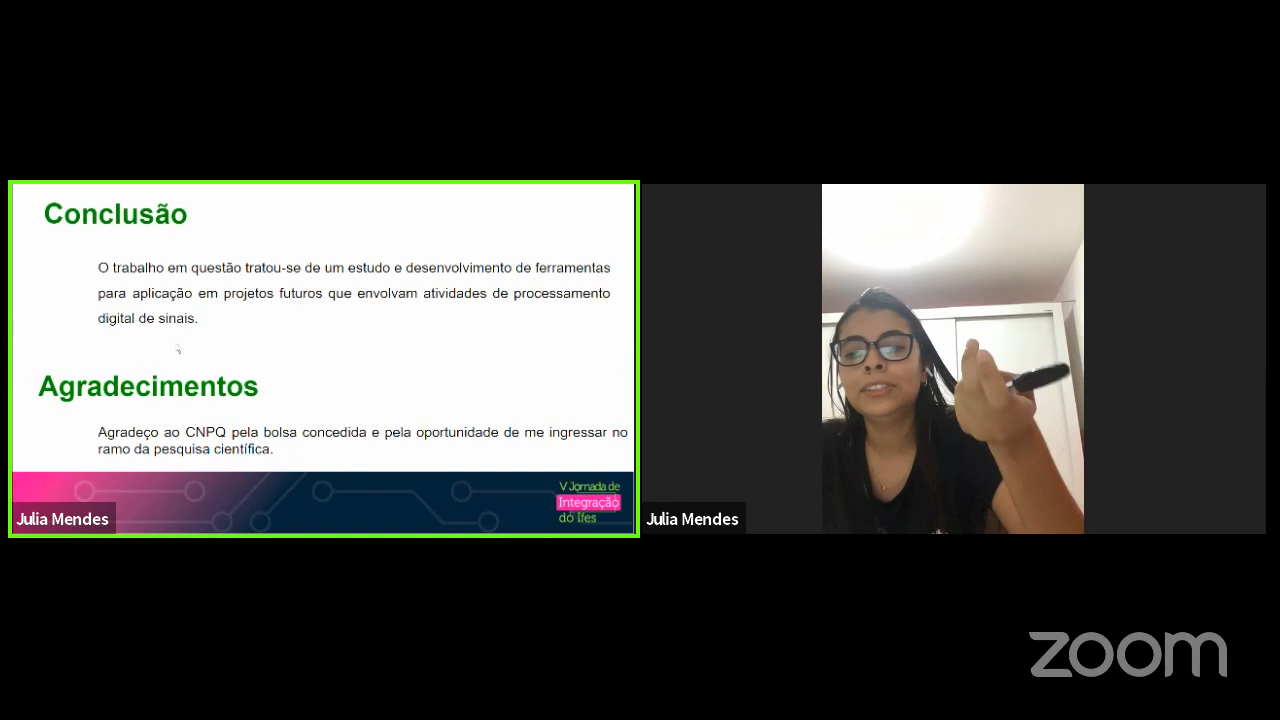 Conclusão
O trabalho em questão tratou-se de um estudo e desenvolvimento de ferramentas
para aplicação em projetos futuros que envolvam atividades de processamento
digital de sinais.
Agradecimentos
Agradeço ao CNPQ pela bolsa concedida e pela oportunidade de me ingressar no
ramo da pesquisa científica.
V Jornada de
Integração
do Ifes
Julia Mendes
Julia Mendes
zoom